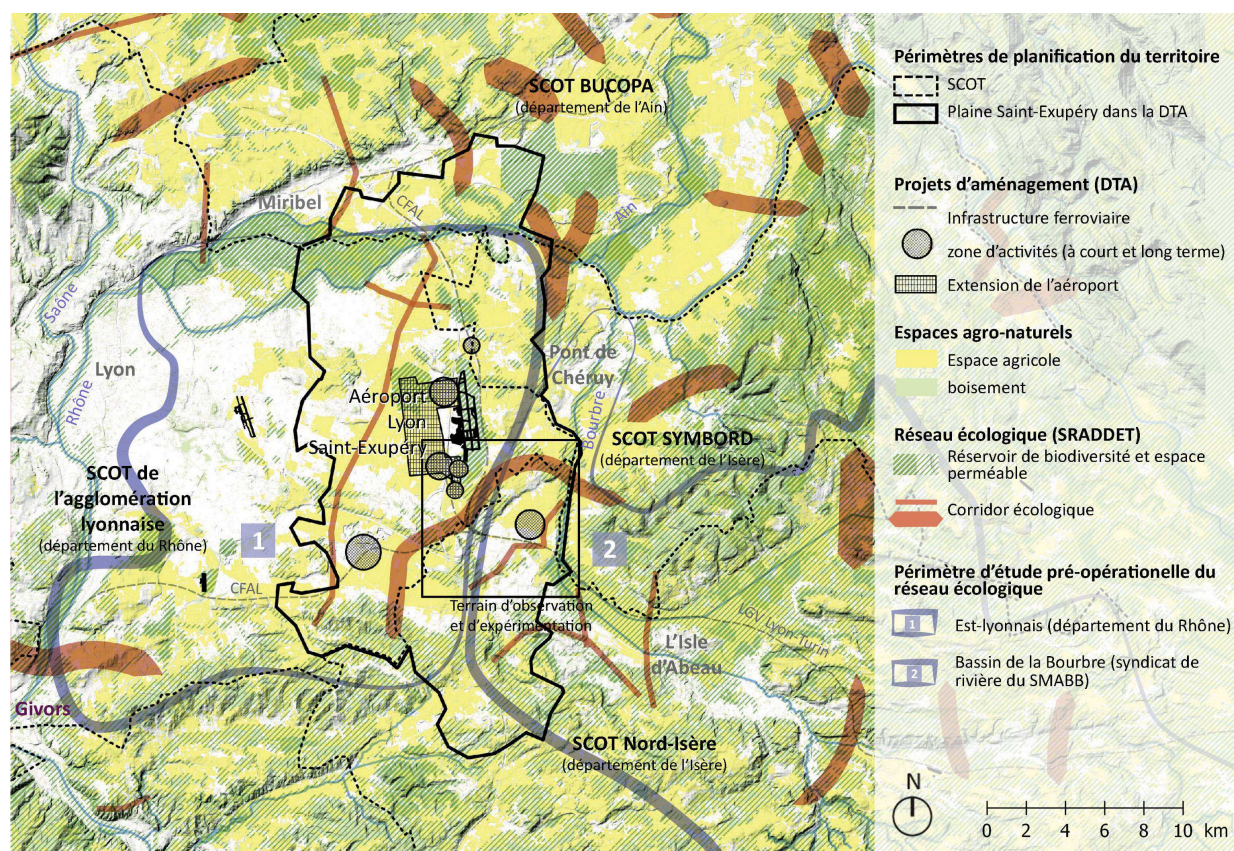 SCOT BUCOPA
(département de l'Ain)
Miribel
CFAL
Ain
Saône
Lyon
Rhône
Pont de
Chéruy
Bourbre
Aéroport
Lyon
Saint-Exupéry
SCOT SYMBORD
(département de l'Isère)
SCOT de
l'agglomération
lyonnaise
(département du Rhône)
1
2
CFAL
Terrain d'observation
et d'expérimentation
LGV Lyon-Turin
L'Isle
d'Abeau
Givors
SCOT Nord-Isère
(département de l'Isère)
Périmètres de planification du territoire
SCOT
Plaine Saint-Exupéry dans la DTA
Projets d'aménagement (DTA)
Infrastructure ferroviaire
zone d'activités (à court et long terme)
Extension de l'aéroport
Espaces agro-naturels
Espace agricole
boisement
Réseau écologique (SRADDET)
Réservoir de biodiversité et espace
perméable
Corridor écologique
Périmètre d'étude pré-opérationelle du
réseau écologique
1
Est-lyonnais (département du Rhône)
2
Bassin de la Bourbre (syndicat de
rivière du SMABB)
N
0 2 4 6 8 10 km